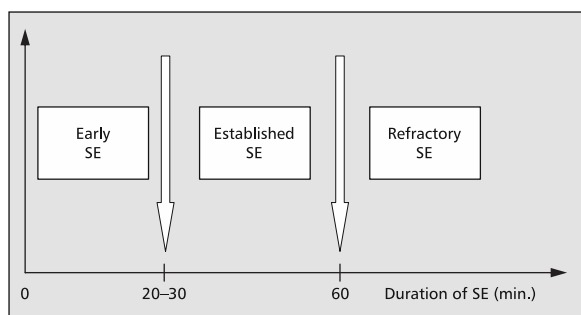 Early
SE
Established
SE
Refractory
SE
0
20–30
60
Duration of SE (min.)